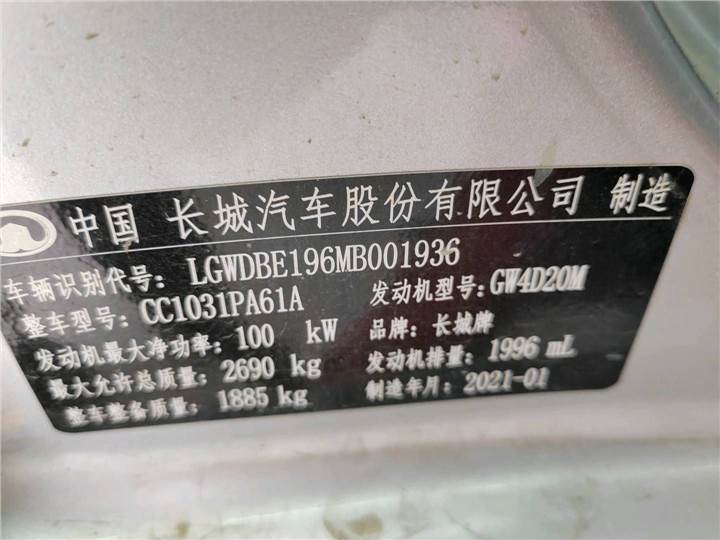 中国 长城汽车股份有限公司 制造
车辆识别代号: LGWDBE196MB001936
整车型号: CC1031PA61A 发动机型号: GW4D20M
发动机最大净功率: 100 kW 品牌: 长城牌
最大允许总质量: 2690 kg 发动机排量: 1996 mL
整车整备质量: 1885 kg 制造年月: 2021-01